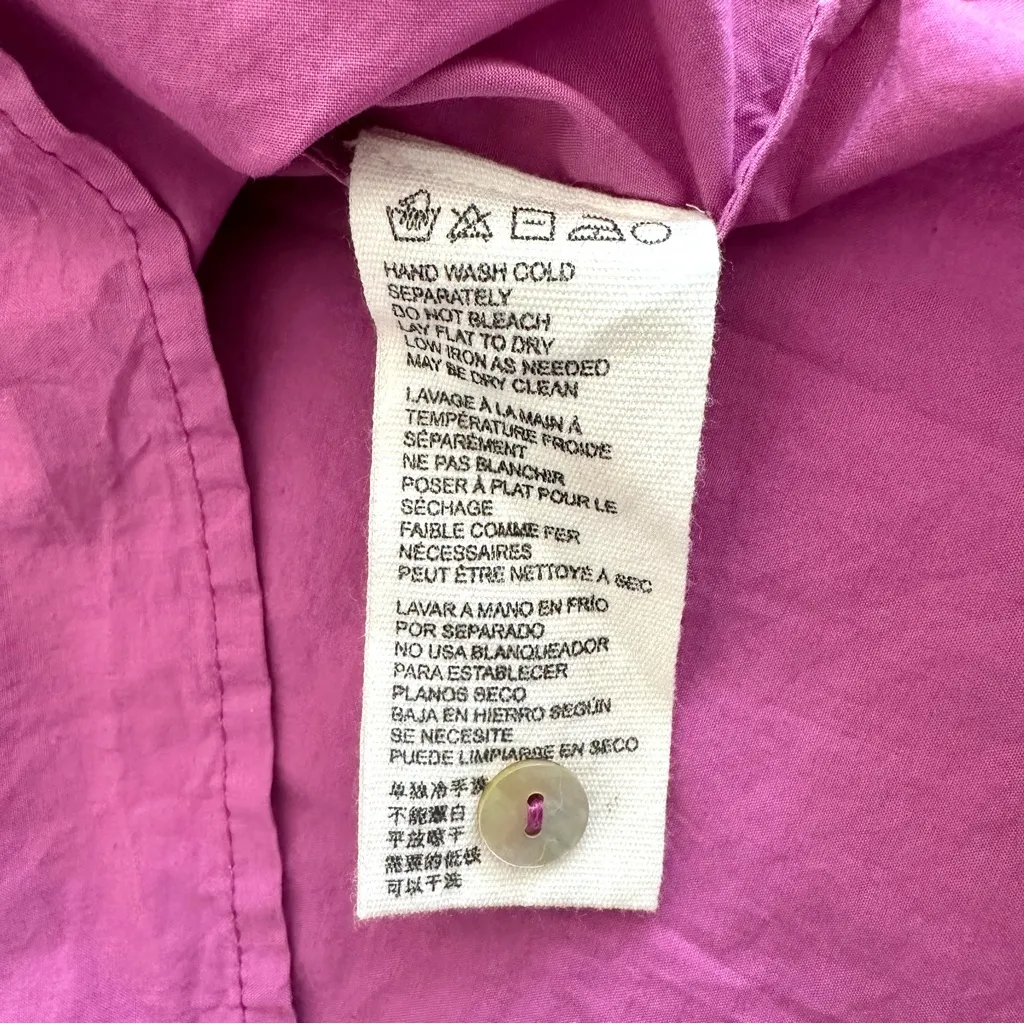 HAND WASH COLD
SEPARATELY
DO NOT BLEACH
LAY FLAT TO DRY
LOW IRON AS NEEDED
MAY BE DRY CLEAN
LAVAGE À LA MAIN À
TEMPÉRATURE FROIDE
SÉPARÉMENT
NE PAS BLANCHIR
POSER À PLAT POUR LE
SÉCHAGE
FAIBLE COMME FER
NÉCESSAIRES
PEUT ÊTRE NETTOYÉ À SEC
LAVAR A MANO EN FRÍO
POR SEPARADO
NO USA BLANQUEADOR
PARA ESTABLECER
PLANOS SECO
BAJA EN HIERRO SEGÚN
SE NECESITE
PUEDE LIMPIARSE EN SECO
单独冷手洗
不能漂白
平放晾干
需要的低烫
可以干洗